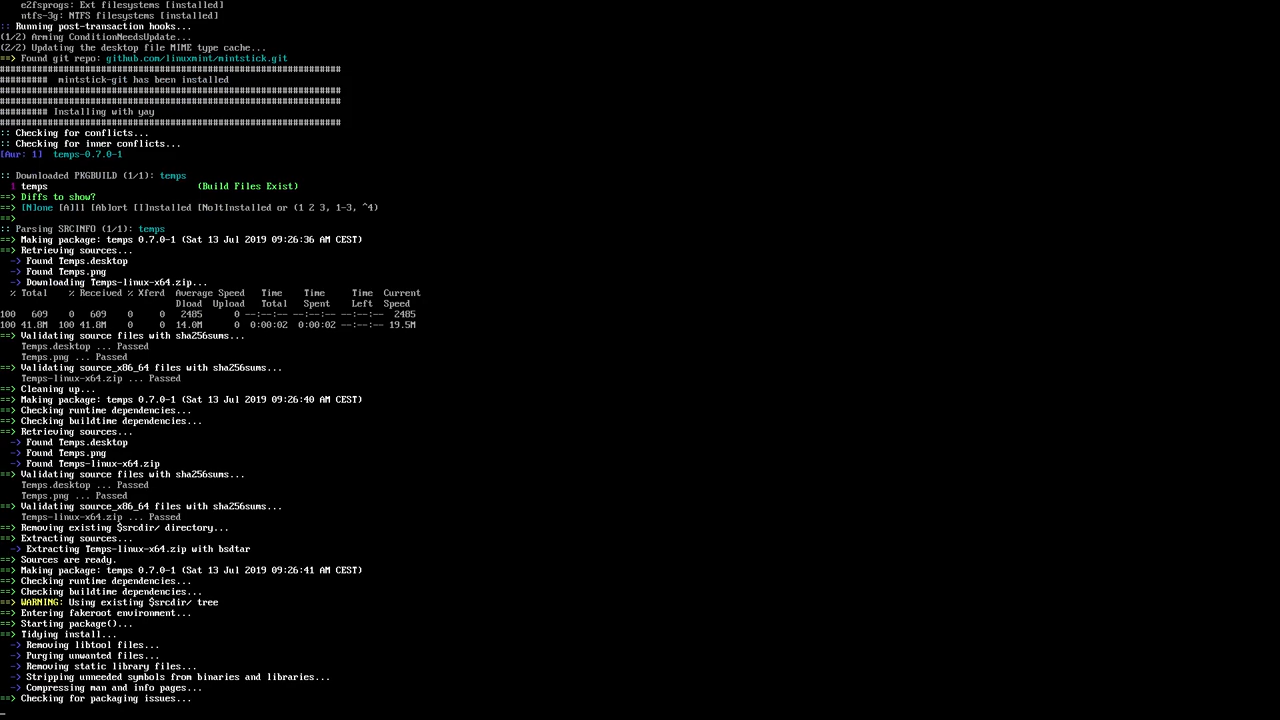 e2fsprogs: Ext filesystems [installed]
    ntfs-3g: NTFS filesystems [installed]
:: Running post-transaction hooks...
(1/2) Arming ConditionNeedsUpdate...
(2/2) Updating the desktop file MIME type cache...
==> Found git repo: github.com/linuxmint/mintstick.git
################################################################
#########  mintstick-git has been installed
################################################################
################################################################
######### Installing with yay
################################################################
:: Checking for conflicts...
:: Checking for inner conflicts...
[Aur: 1]  temps-0.7.0-1

:: Downloaded PKGBUILD (1/1): temps
  1 temps                            (Build Files Exist)
==> Diffs to show?
==> [N]one [A]ll [Ab]ort [I]nstalled [No]tInstalled or (1 2 3, 1-3, ^4)
==>
:: Parsing SRCINFO (1/1): temps
==> Making package: temps 0.7.0-1 (Sat 13 Jul 2019 09:26:36 AM CEST)
==> Retrieving sources...
  -> Found Temps.desktop
  -> Found Temps.png
  -> Downloading Temps-linux-x64.zip...
  % Total    % Received % Xferd  Average Speed   Time    Time     Time  Current
                                 Dload  Upload   Total   Spent    Left  Speed
100   609    0   609    0     0   2485      0 --:--:-- --:--:-- --:--:--  2485
100 41.8M  100 41.8M    0     0  14.0M      0  0:00:02  0:00:02 --:--:-- 19.5M
==> Validating source files with sha256sums...
    Temps.desktop ... Passed
    Temps.png ... Passed
==> Validating source_x86_64 files with sha256sums...
    Temps-linux-x64.zip ... Passed
==> Cleaning up...
==> Making package: temps 0.7.0-1 (Sat 13 Jul 2019 09:26:40 AM CEST)
==> Checking runtime dependencies...
==> Checking buildtime dependencies...
==> Retrieving sources...
  -> Found Temps.desktop
  -> Found Temps.png
  -> Found Temps-linux-x64.zip
==> Validating source files with sha256sums...
    Temps.desktop ... Passed
    Temps.png ... Passed
==> Validating source_x86_64 files with sha256sums...
    Temps-linux-x64.zip ... Passed
==> Removing existing $srcdir/ directory...
==> Extracting sources...
  -> Extracting Temps-linux-x64.zip with bsdtar
==> Sources are ready.
==> Making package: temps 0.7.0-1 (Sat 13 Jul 2019 09:26:41 AM CEST)
==> Checking runtime dependencies...
==> Checking buildtime dependencies...
==> WARNING: Using existing $srcdir/ tree
==> Entering fakeroot environment...
==> Starting package()...
==> Tidying install...
  -> Removing libtool files...
  -> Purging unwanted files...
  -> Removing static library files...
  -> Stripping unneeded symbols from binaries and libraries...
  -> Compressing man and info pages...
==> Checking for packaging issues...